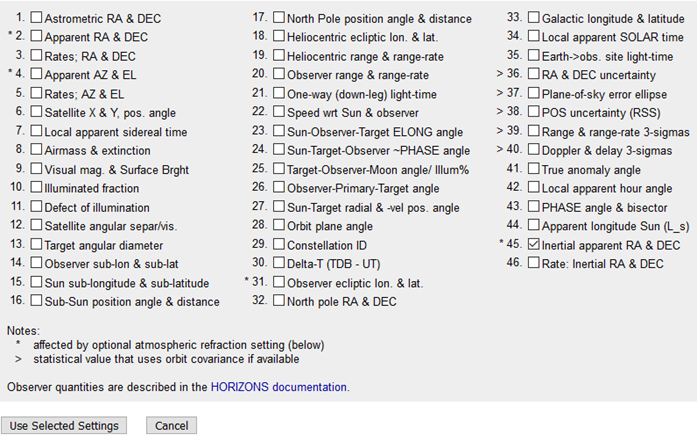 1. Astrometric RA & DEC
* 2. Apparent RA & DEC
3. Rates; RA & DEC
* 4. Apparent AZ & EL
5. Rates; AZ & EL
6. Satellite X & Y, pos. angle
7. Local apparent sidereal time
8. Airmass & extinction
9. Visual mag. & Surface Brght
10. Illuminated fraction
11. Defect of illumination
12. Satellite angular separ/vis.
13. Target angular diameter
14. Observer sub-lon & sub-lat
15. Sun sub-longitude & sub-latitude
16. Sub-Sun position angle & distance
17. North Pole position angle & distance
18. Heliocentric ecliptic lon. & lat.
19. Heliocentric range & range-rate
20. Observer range & range-rate
21. One-way (down-leg) light-time
22. Speed wrt Sun & observer
23. Sun-Observer-Target ELONG angle
24. Sun-Target-Observer ~PHASE angle
25. Target-Observer-Moon angle/ Illum%
26. Observer-Primary-Target angle
27. Sun-Target radial & -vel pos. angle
28. Orbit plane angle
29. Constellation ID
30. Delta-T (TDB - UT)
* 31. Observer ecliptic lon. & lat.
32. North pole RA & DEC
33. Galactic longitude & latitude
34. Local apparent SOLAR time
35. Earth->obs. site light-time
> 36. RA & DEC uncertainty
> 37. Plane-of-sky error ellipse
> 38. POS uncertainty (RSS)
> 39. Range & range-rate 3-sigmas
> 40. Doppler & delay 3-sigmas
41. True anomaly angle
42. Local apparent hour angle
43. PHASE angle & bisector
44. Apparent longitude Sun (L_s)
* 45. Inertial apparent RA & DEC
46. Rate: Inertial RA & DEC
Notes:
* affected by optional atmospheric refraction setting (below)
> statistical value that uses orbit covariance if available
Observer quantities are described in the HORIZONS documentation.
Use Selected Settings
Cancel